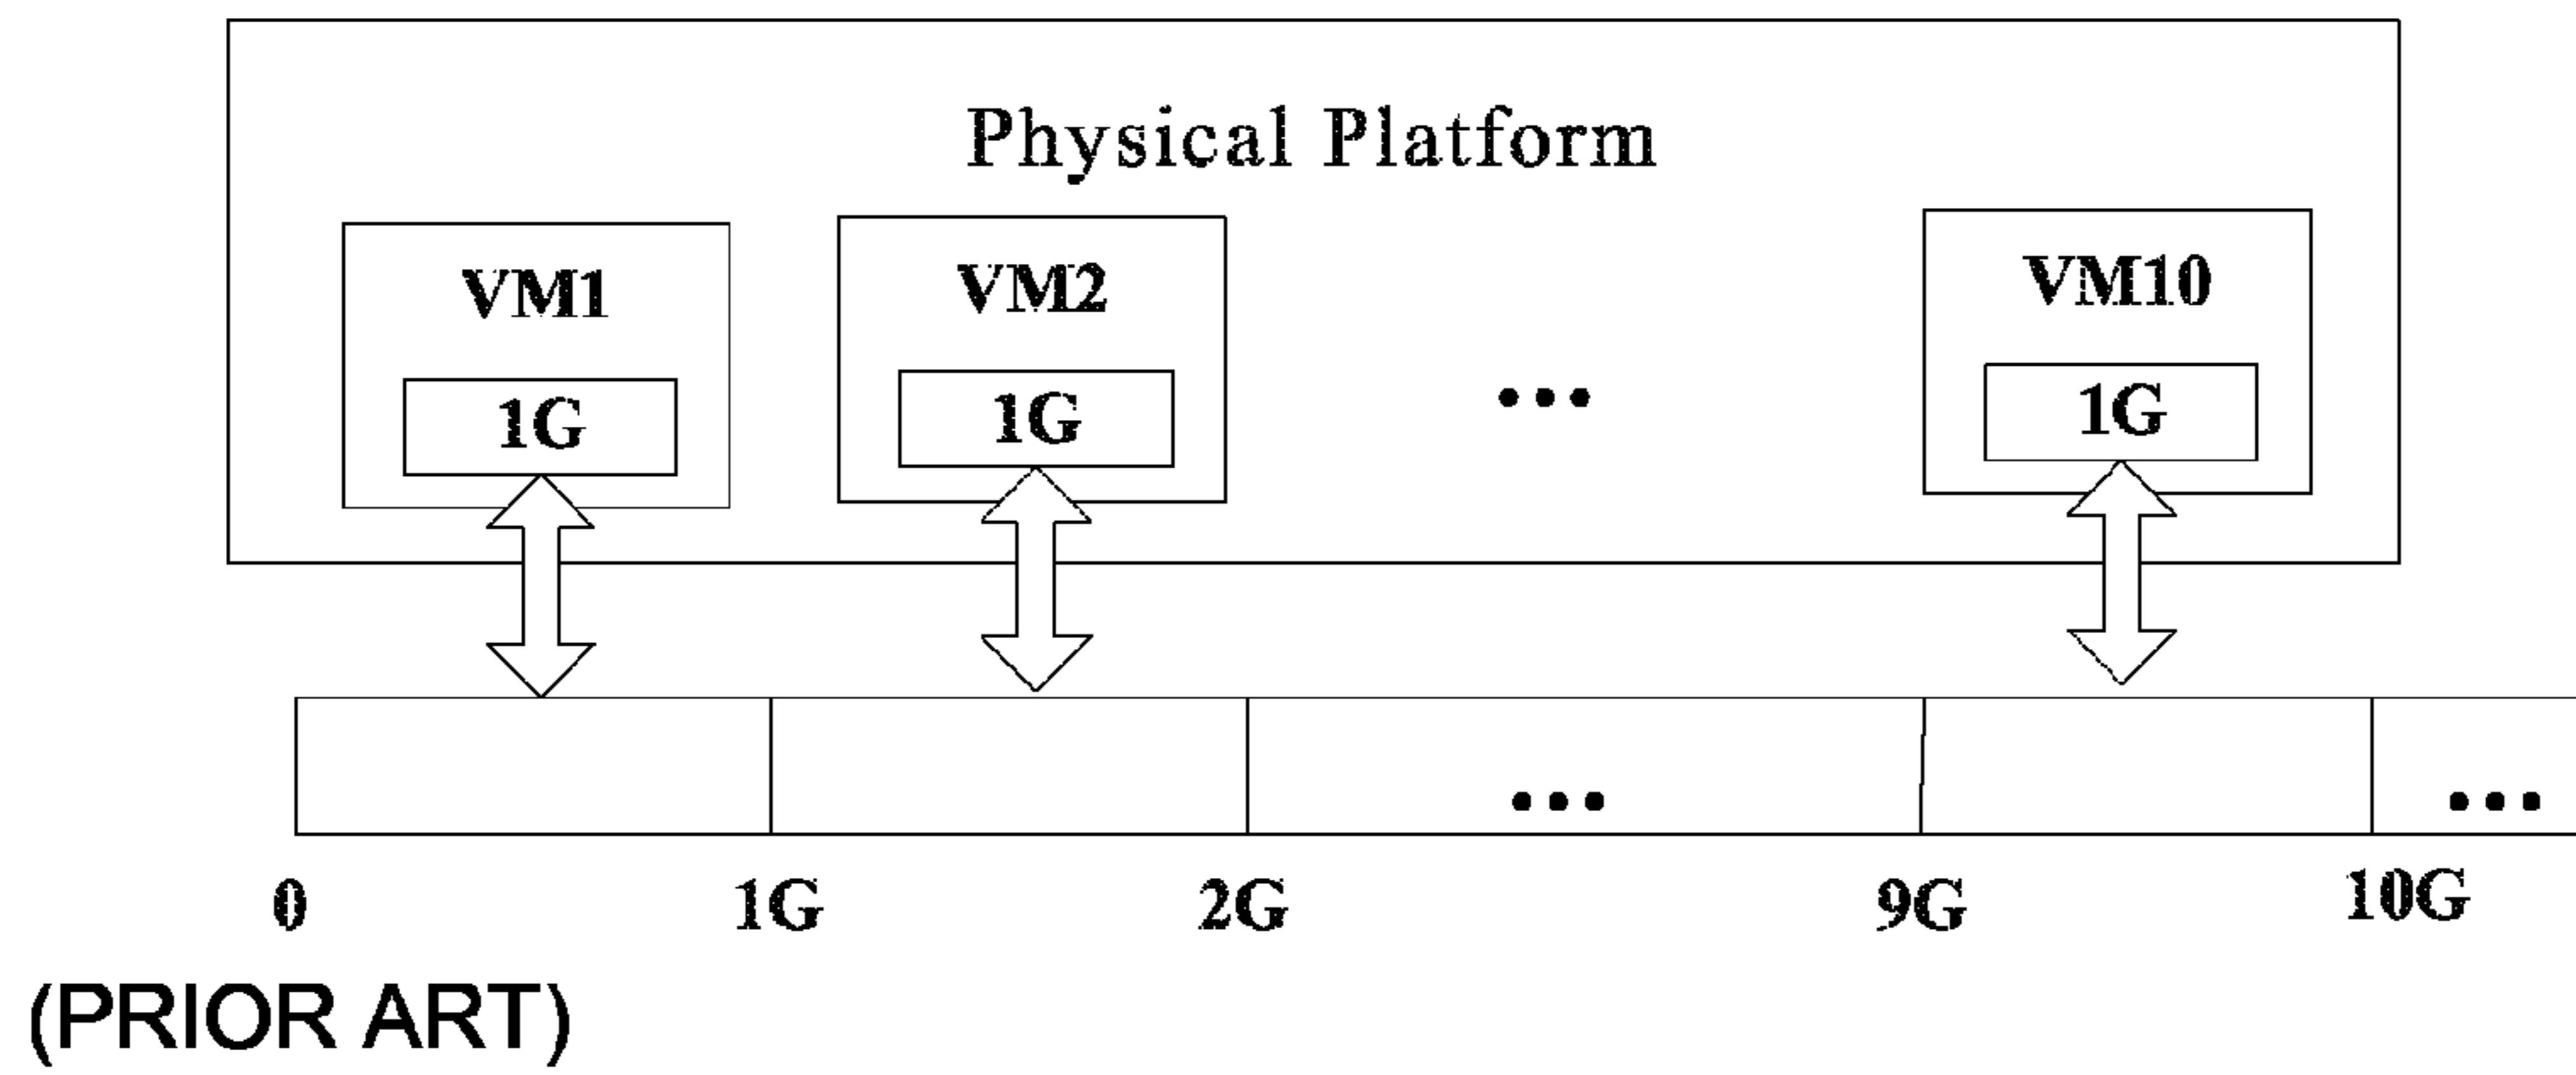 Physical Platform
VM1 VM2 VM10
1G 1G ... 1G
... ...
0 1G 2G 9G 10G
(PRIOR ART)